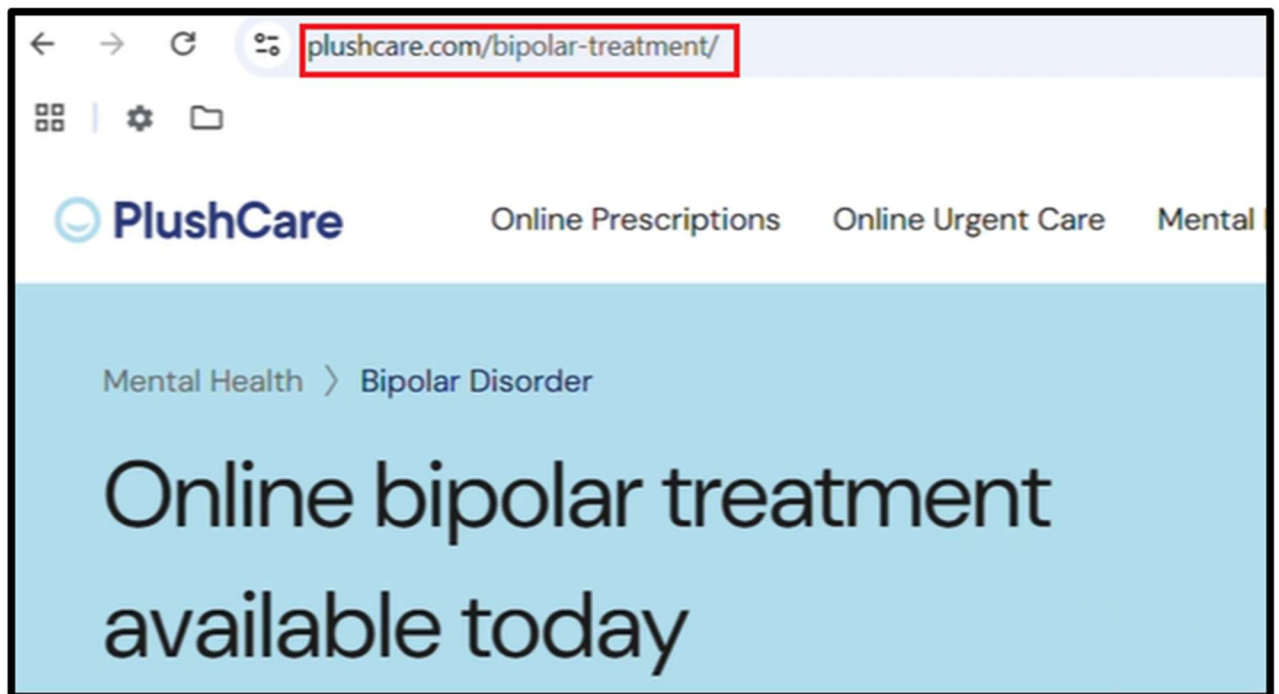 plushcare.com/bipolar-treatment/
PlushCare
Online Prescriptions Online Urgent Care Mental
Mental Health > Bipolar Disorder
Online bipolar treatment
available today